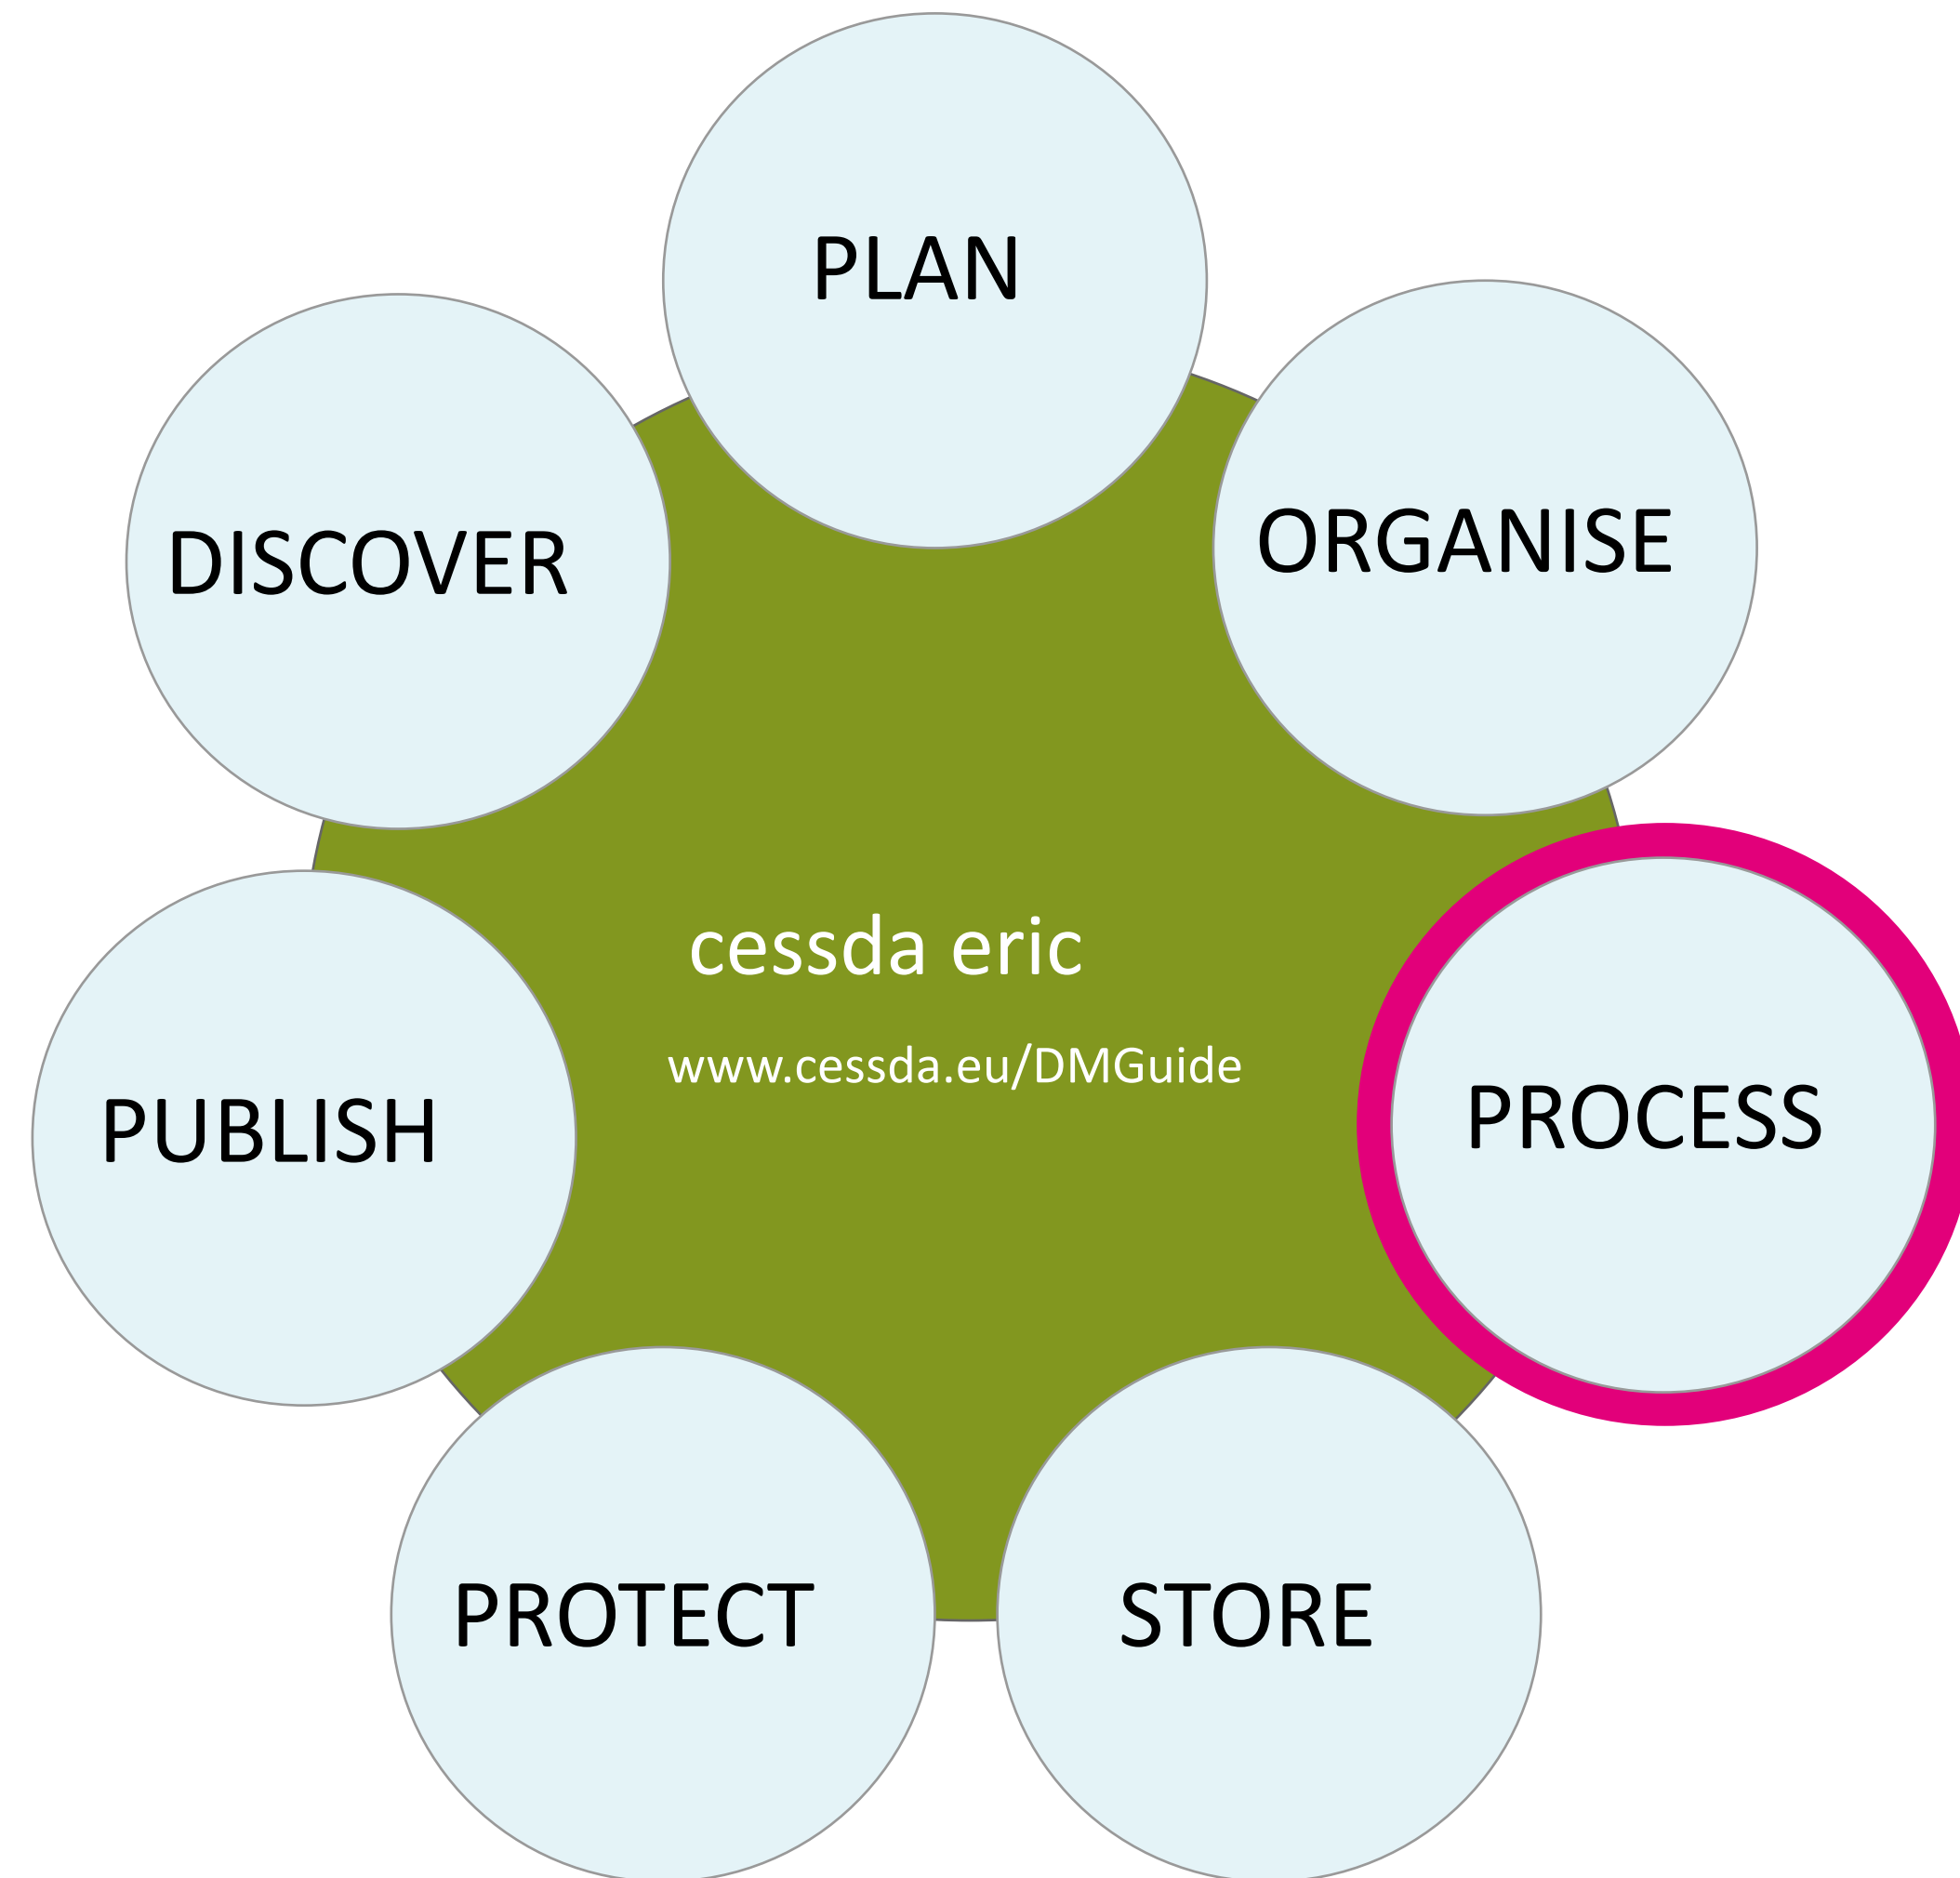 PLAN
ORGANISE
DISCOVER
cessda eric
www.cessda.eu/DMGuide
PROCESS
PUBLISH
PROTECT
STORE